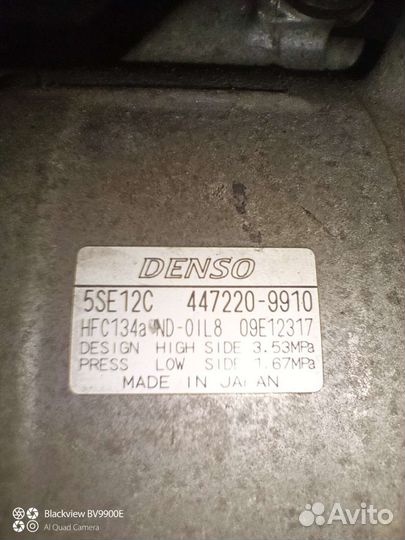 DENSO
5SE12C 447220-9910
HFC134a ND-OIL8 09E12317
DESIGN HIGH SIDE 3.53MPa
PRESS LOW SIDE 1.67MPa
MADE IN JAPAN
Blackview BV9900E
AI Quad Camera
Avito